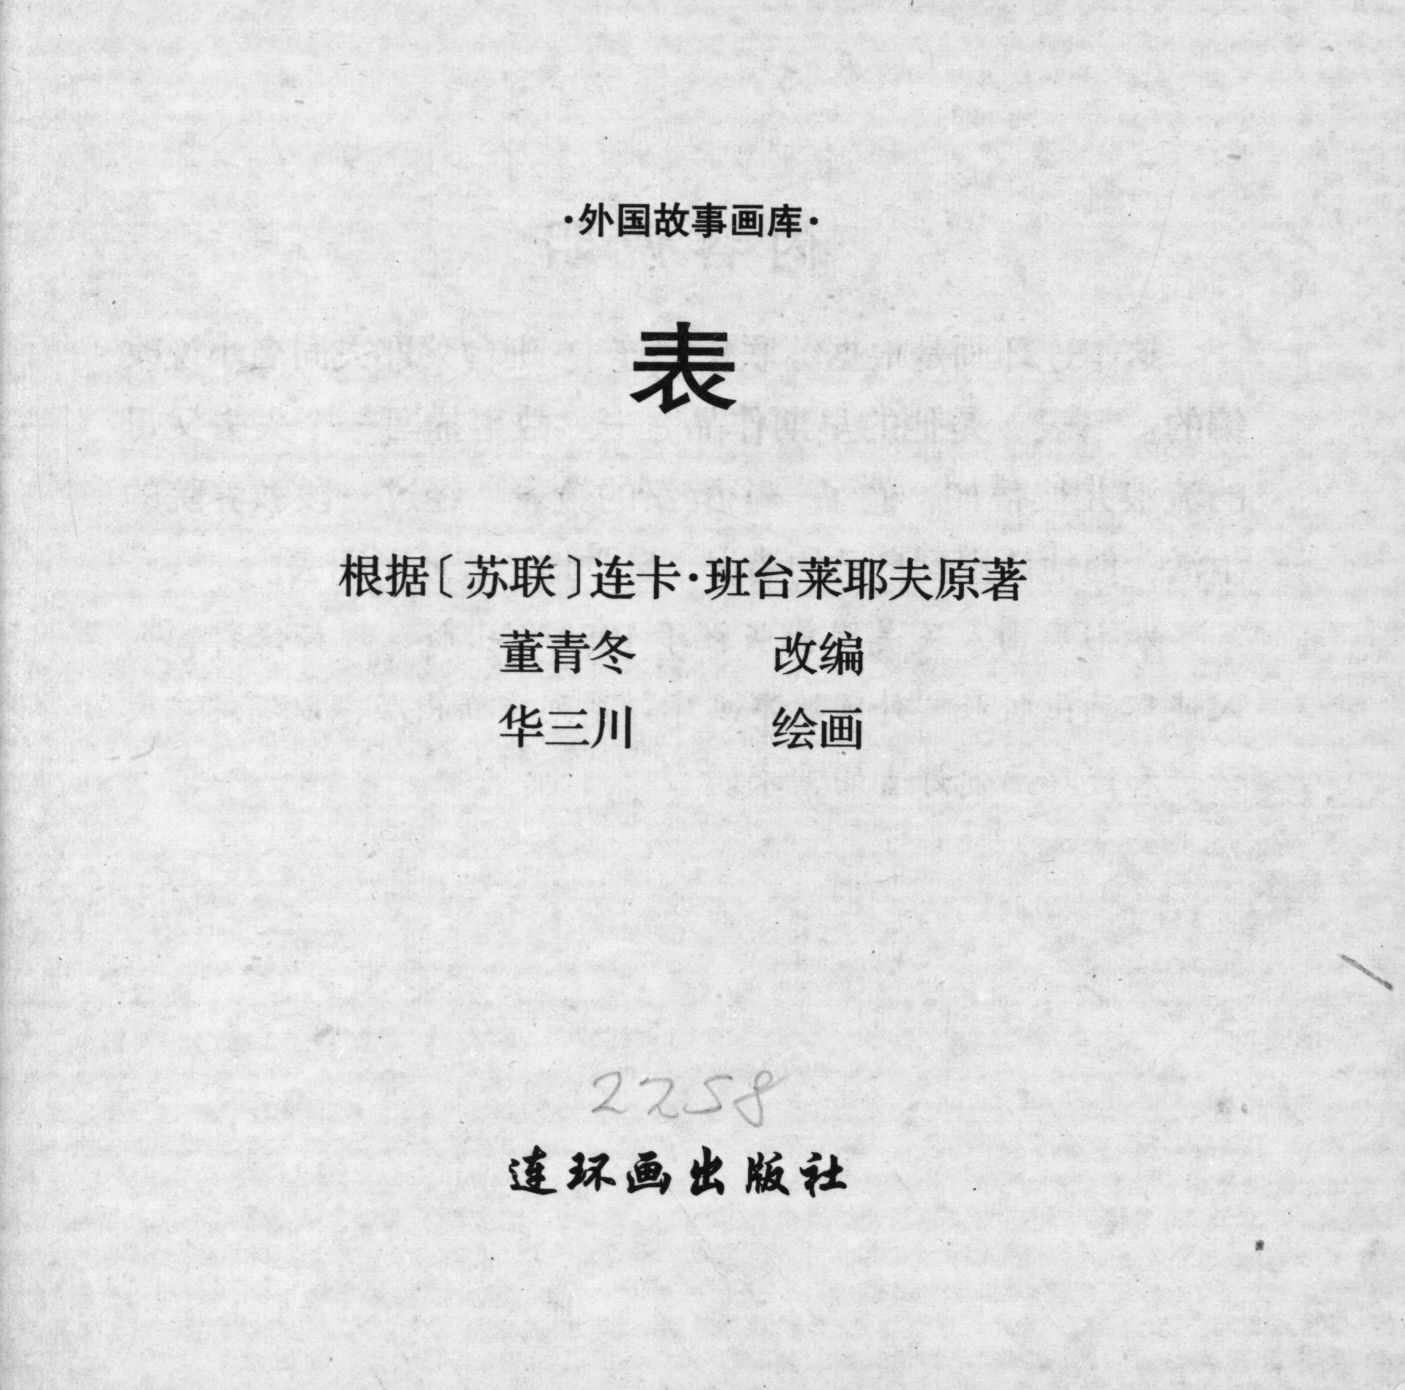 ·外国故事画库·
表
根据〔苏联〕连卡·班台莱耶夫原著
董青冬 改编
华三川 绘画
2258
连环画出版社